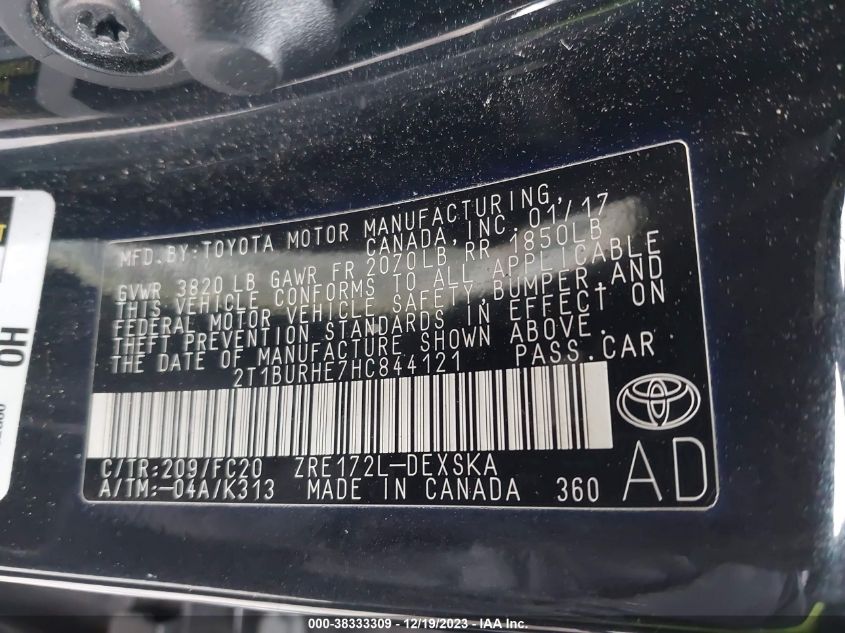 MFD.BY:TOYOTA MOTOR MANUFACTURING,
CANADA, INC. 01/17
GVWR 3820 LB GAWR FR 2070LB RR 1850LB
THIS VEHICLE CONFORMS TO ALL APPLICABLE
FEDERAL MOTOR VEHICLE SAFETY, BUMPER, AND
THEFT PREVENTION STANDARDS IN EFFECT ON
THE DATE OF MANUFACTURE SHOWN ABOVE.
2T1BURHE7HC844121 PASS.CAR
C/TR:209/FC20 ZRE172L-DEXSKA
A/TM:-04A/K313 MADE IN CANADA 360
AD
HO
000-38333309 - 12/19/2023 - IAA Inc.